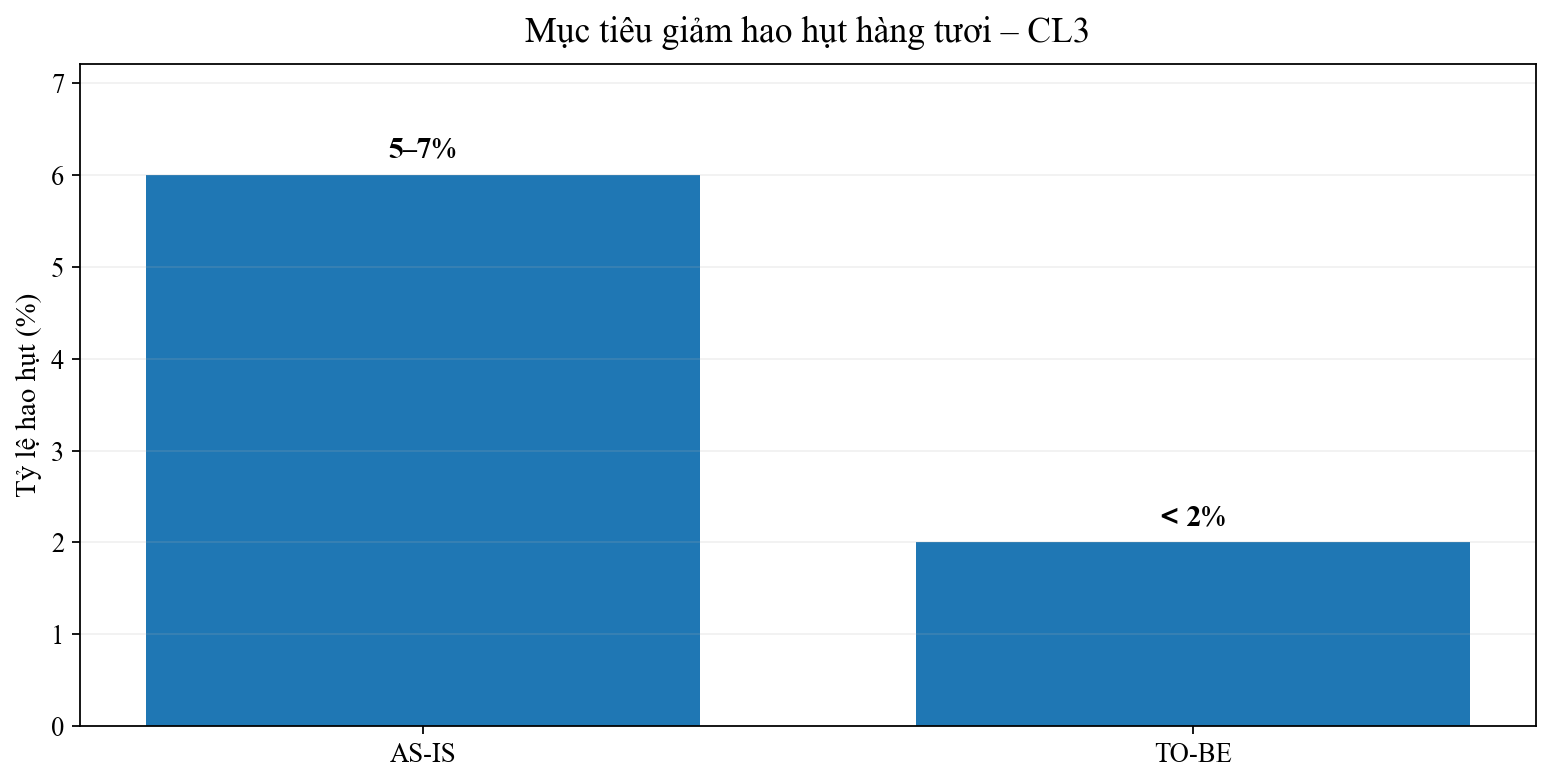 Mục tiêu giảm hao hụt hàng tươi – CL3
Tỷ lệ hao hụt (%)
7
6
5
4
3
2
1
0
5–7%
< 2%
AS-IS
TO-BE